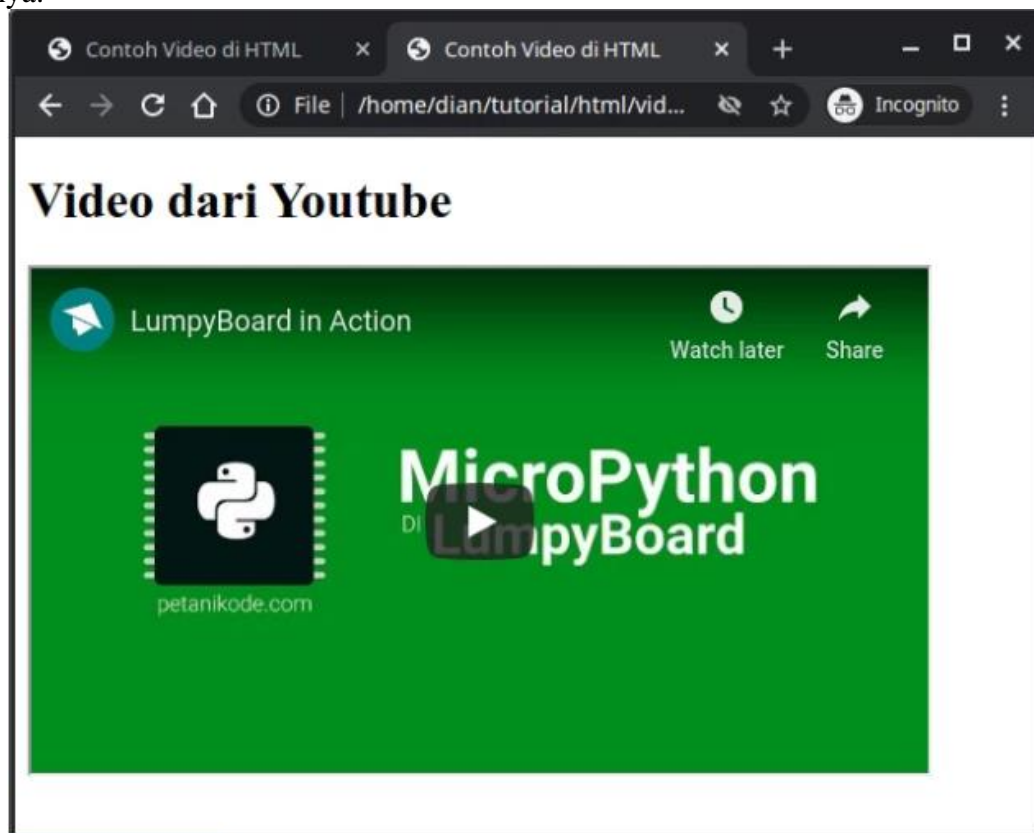 Contoh Video di HTML × Contoh Video di HTML × +
File | /home/dian/tutorial/html/vid... Incognito
Video dari Youtube
LumpyBoard in Action
Watch later Share
MicroPython
DI LumpyBoard
petanikode.com